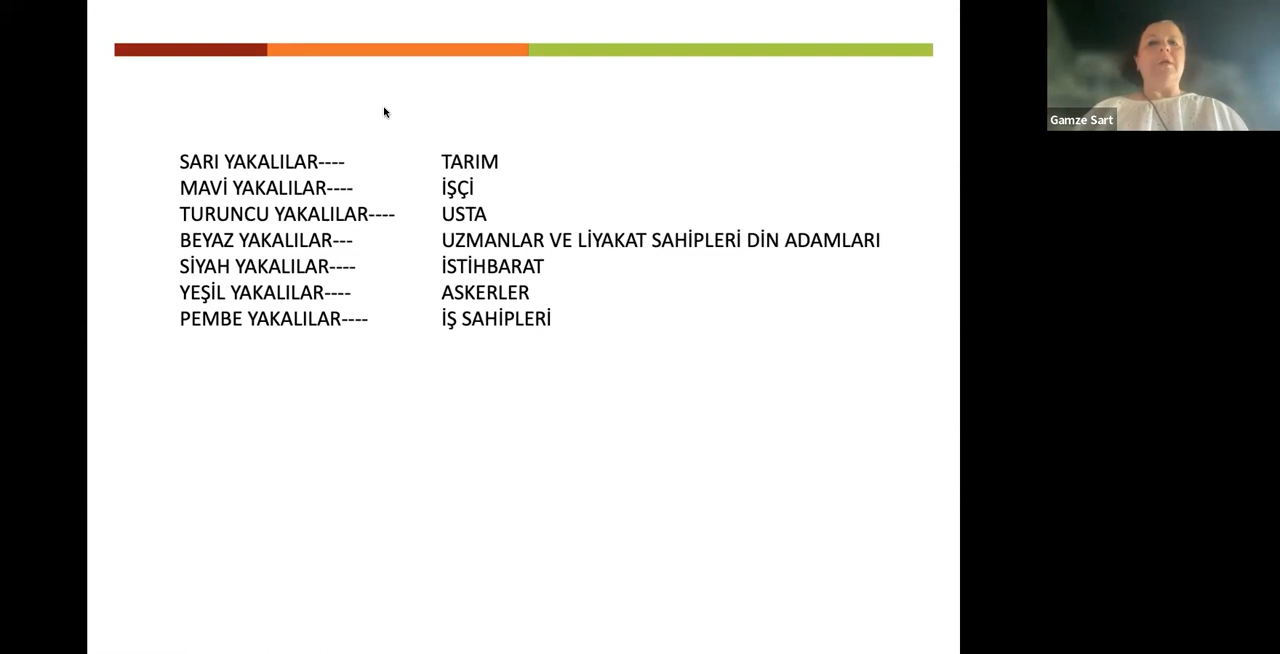 SARI YAKALILAR---- TARIM
MAVİ YAKALILAR---- İŞÇİ
TURUNCU YAKALILAR---- USTA
BEYAZ YAKALILAR--- UZMANLAR VE LİYAKAT SAHİPLERİ DİN ADAMLARI
SİYAH YAKALILAR---- İSTİHBARAT
YEŞİL YAKALILAR---- ASKERLER
PEMBE YAKALILAR---- İŞ SAHİPLERİ
Gamze Sart